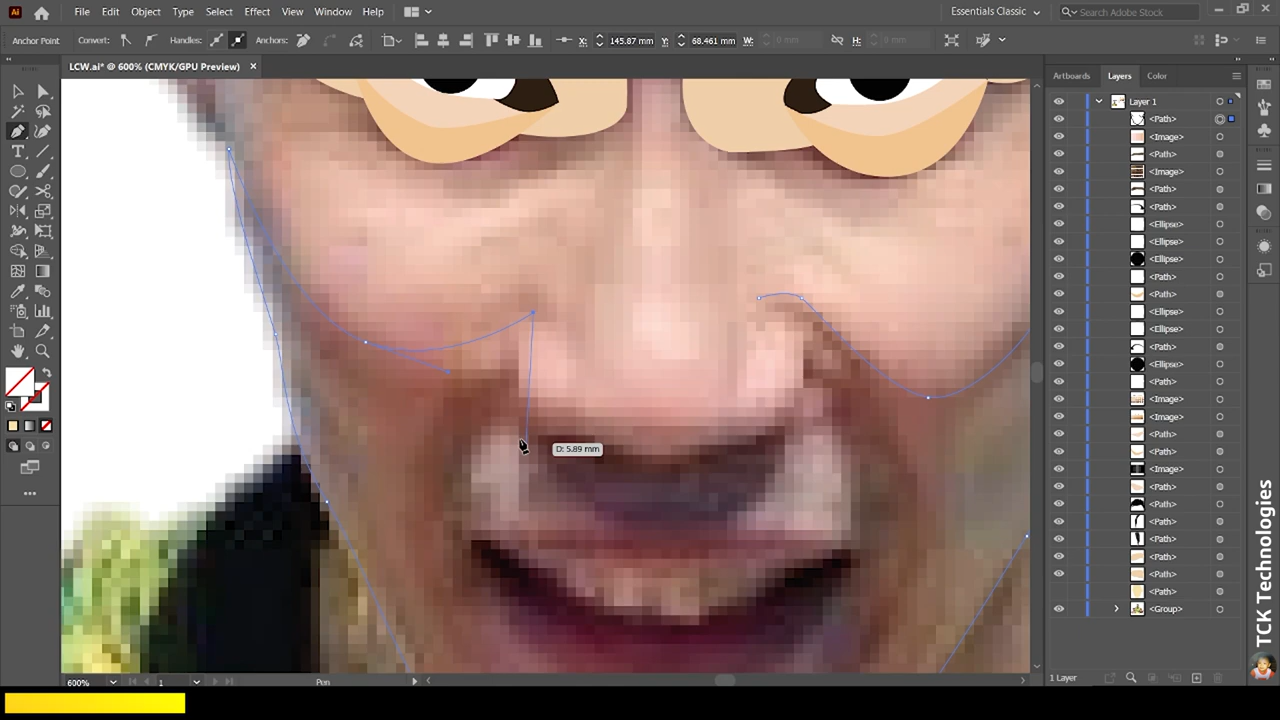 Ai File Edit Object Type Select Effect View Window Help Essentials Classic Search Adobe Stock
Anchor Point Convert: Handles: Anchors: X: 145.87 mm Y: 68.461 mm W: 0 mm H: 0 mm
LCW.ai* @ 600% (CMYK/GPU Preview)
Artboards Layers Color
Layer 1
<Path>
<Image>
<Path>
<Image>
<Path>
<Path>
<Ellipse>
<Ellipse>
<Ellipse>
<Path>
<Path>
<Ellipse>
<Ellipse>
<Path>
<Ellipse>
<Path>
<Image>
<Image>
<Path>
<Path>
<Image>
<Path>
<Path>
<Path>
<Path>
<Path>
<Path>
<Path>
<Group>
D: 5.89 mm
600% 1 Pen
1 Layer
TCK Technologies